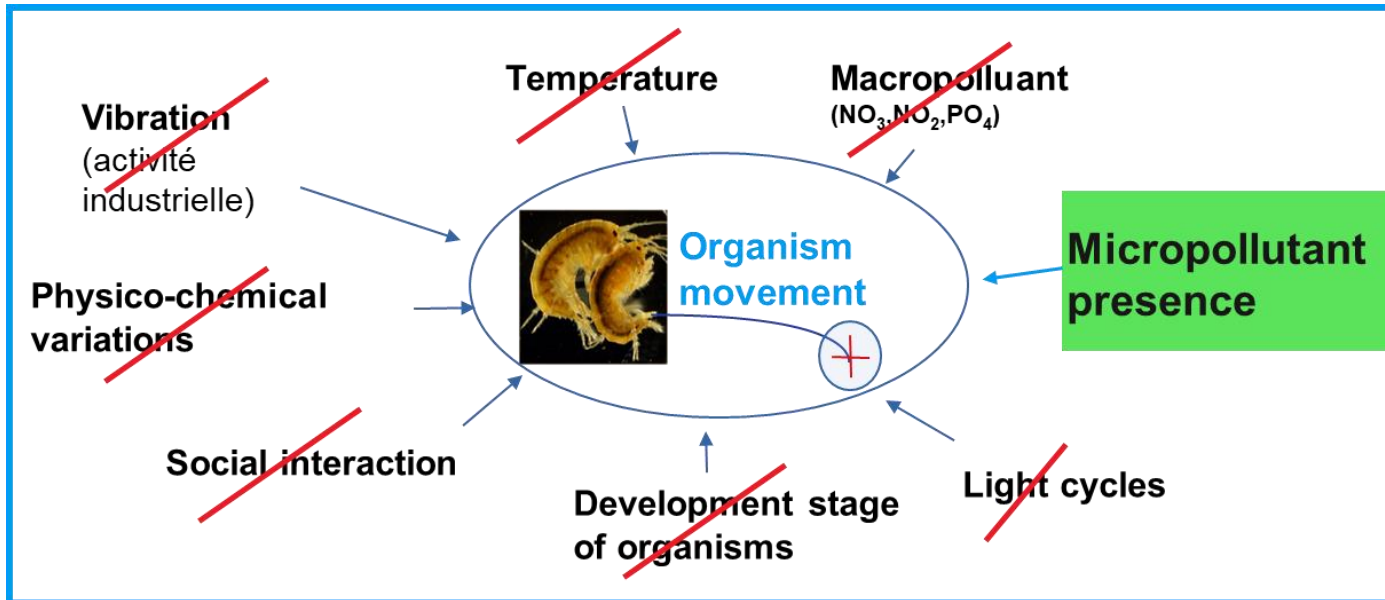 Temperature
Macropolluant
(NO₃,NO₂,PO₄)
Vibration
(activité
industrielle)
Organism
movement
Micropollutant
presence
Physico-chemical
variations
Social interaction
Development stage
of organisms
Light cycles